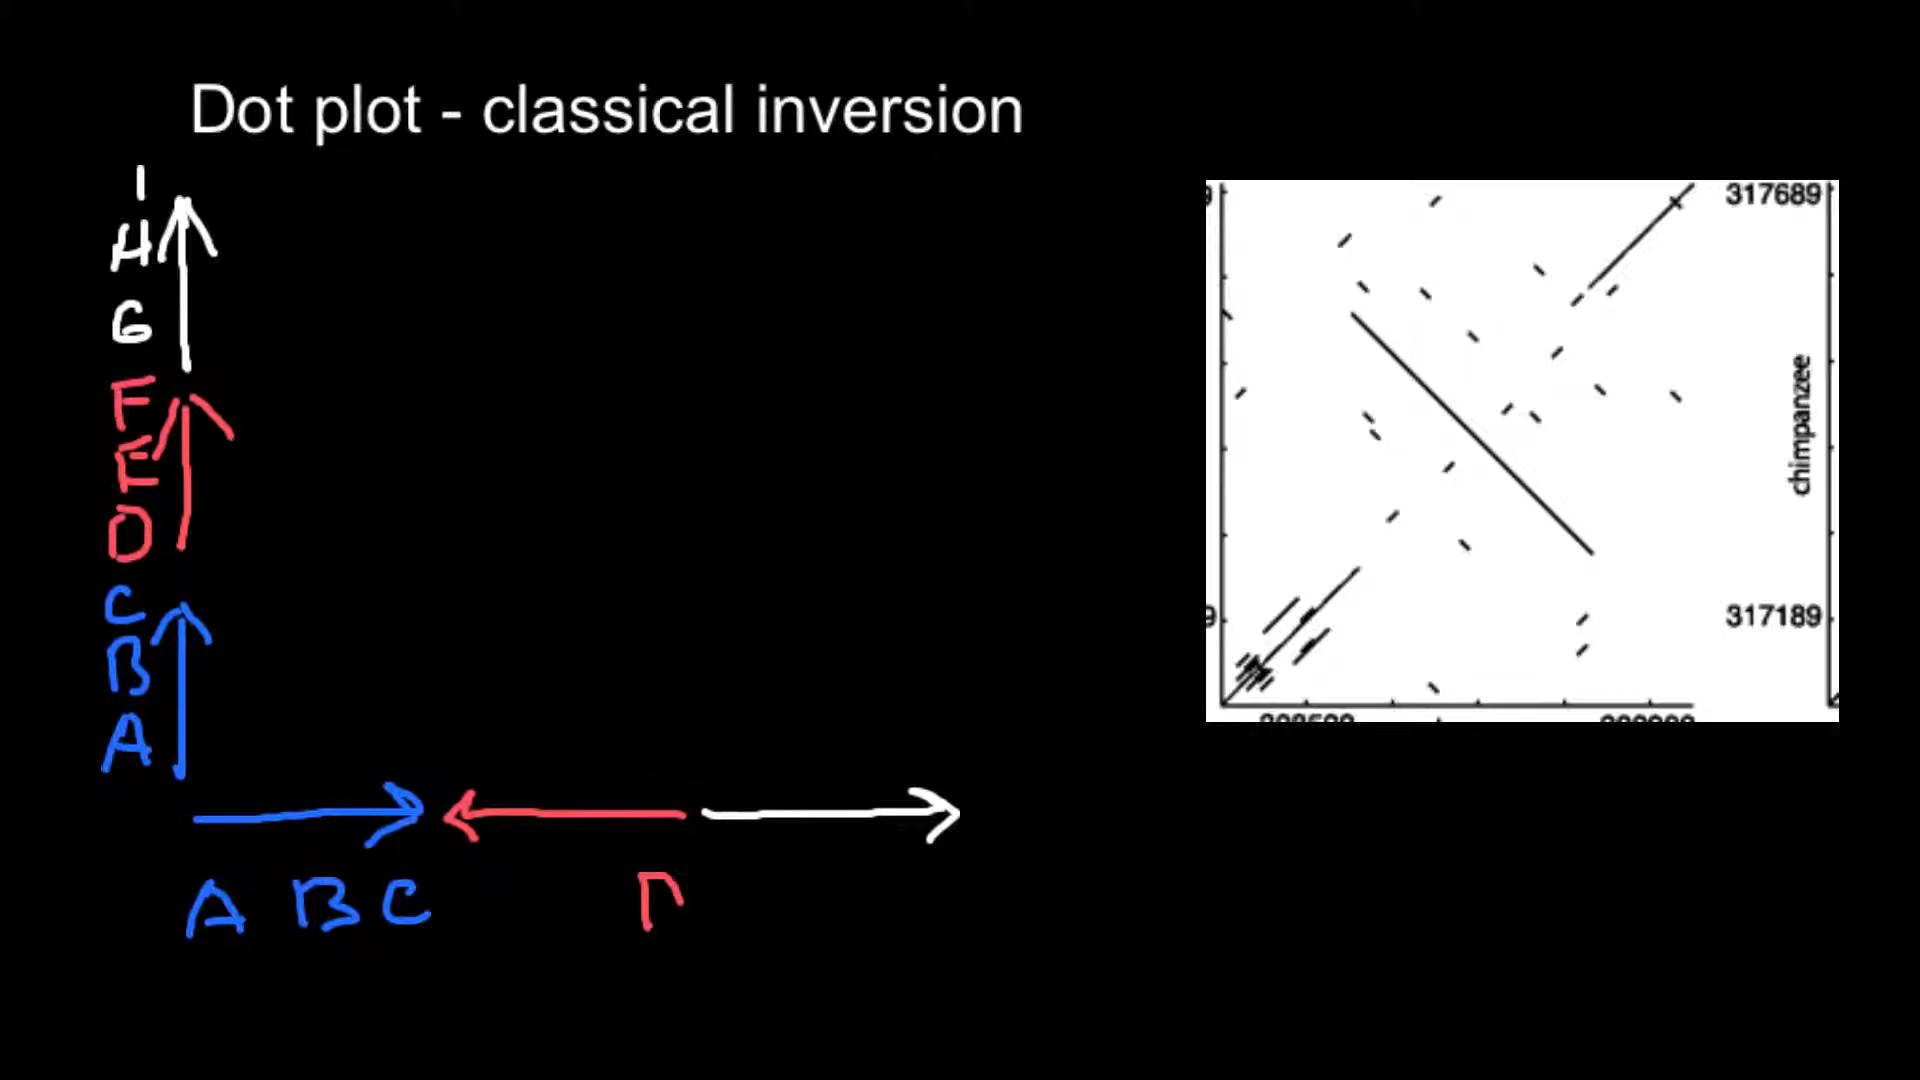 Dot plot - classical inversion
I
H
G
F
E
D
C
B
A
A B C
317689
chimpanzee
317189